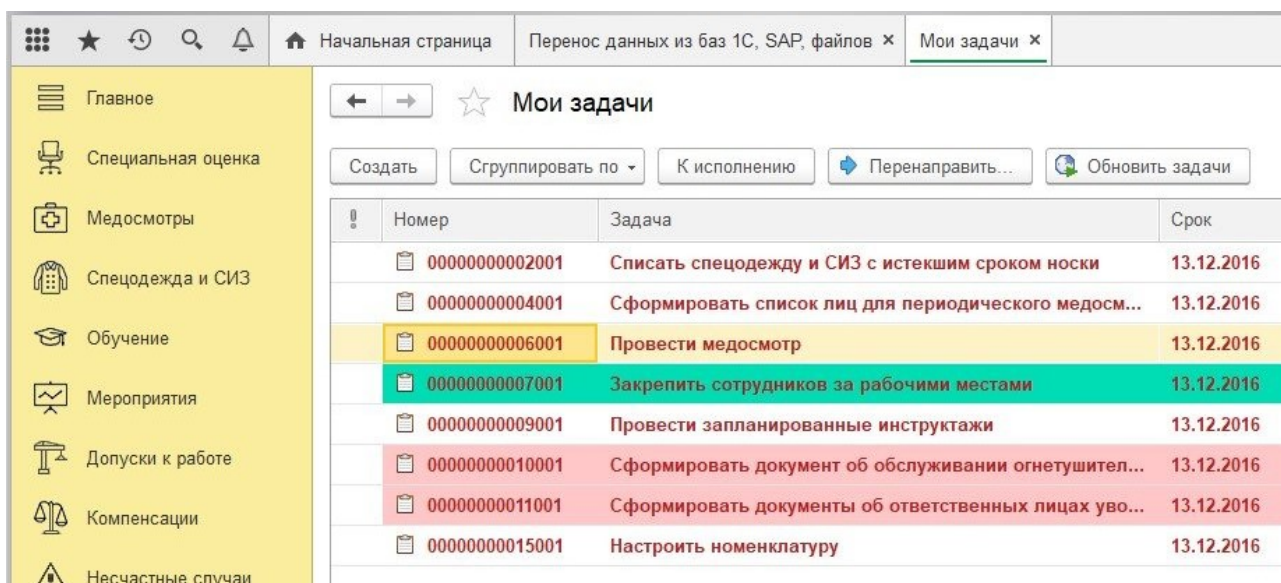 Начальная страница
Перенос данных из баз 1С, SAP, файлов ×
Мои задачи ×
Главное
Специальная оценка
Медосмотры
Спецодежда и СИЗ
Обучение
Мероприятия
Допуски к работе
Компенсации
Несчастные случаи
Мои задачи
Создать
Сгруппировать по
К исполнению
Перенаправить...
Обновить задачи
Номер Задача Срок
00000000002001 Списать спецодежду и СИЗ с истекшим сроком носки 13.12.2016
00000000004001 Сформировать список лиц для периодического медосм... 13.12.2016
00000000006001 Провести медосмотр 13.12.2016
00000000007001 Закрепить сотрудников за рабочими местами 13.12.2016
00000000009001 Провести запланированные инструктажи 13.12.2016
00000000010001 Сформировать документ об обслуживании огнетушител... 13.12.2016
00000000011001 Сформировать документы об ответственных лицах уво... 13.12.2016
00000000015001 Настроить номенклатуру 13.12.2016